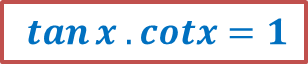 tan x . cotx = 1